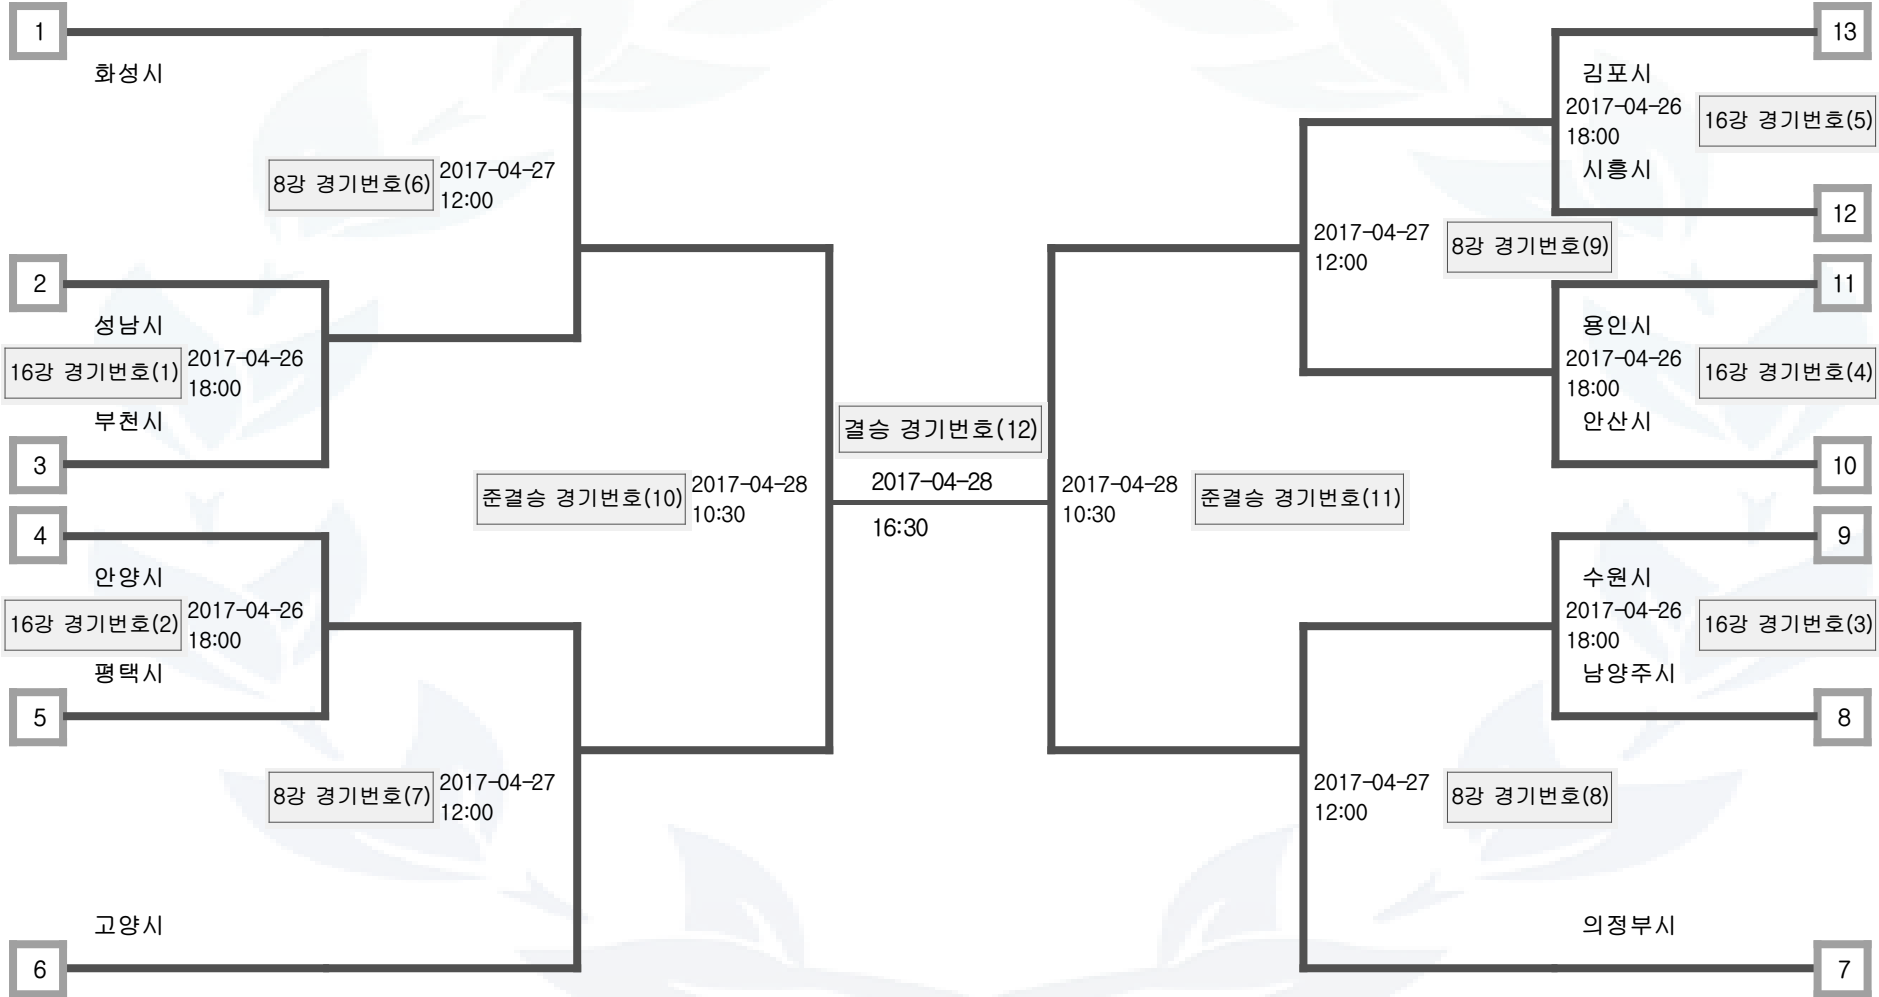 1
화성시
8강 경기번호(6)
2017-04-27
12:00
2
성남시
16강 경기번호(1)
2017-04-26
18:00
부천시
3
4
안양시
16강 경기번호(2)
2017-04-26
18:00
평택시
5
8강 경기번호(7)
2017-04-27
12:00
고양시
6
준결승 경기번호(10)
2017-04-28
10:30
결승 경기번호(12)
2017-04-28
16:30
2017-04-28
10:30
준결승 경기번호(11)
13
김포시
2017-04-26
18:00
16강 경기번호(5)
시흥시
12
2017-04-27
12:00
8강 경기번호(9)
11
용인시
2017-04-26
18:00
16강 경기번호(4)
안산시
10
9
수원시
2017-04-26
18:00
16강 경기번호(3)
남양주시
8
2017-04-27
12:00
8강 경기번호(8)
의정부시
7